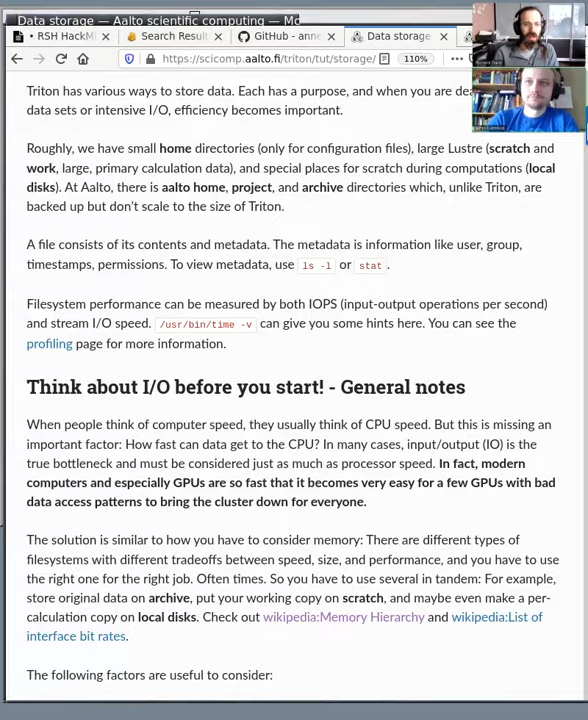 Data storage — Aalto scientific computing — Mo
• RSH HackM
Search Result
GitHub - anne
Data storage
https://scicomp.aalto.fi/triton/tut/storage/
110%
Triton has various ways to store data. Each has a purpose, and when you are dea
data sets or intensive I/O, efficiency becomes important.
Roughly, we have small home directories (only for configuration files), large Lustre (scratch and
work, large, primary calculation data), and special places for scratch during computations (local
disks). At Aalto, there is aalto home, project, and archive directories which, unlike Triton, are
backed up but don't scale to the size of Triton.
A file consists of its contents and metadata. The metadata is information like user, group,
timestamps, permissions. To view metadata, use ls -l or stat .
Filesystem performance can be measured by both IOPS (input-output operations per second)
and stream I/O speed. /usr/bin/time -v can give you some hints here. You can see the
profiling page for more information.
Think about I/O before you start! - General notes
When people think of computer speed, they usually think of CPU speed. But this is missing an
important factor: How fast can data get to the CPU? In many cases, input/output (IO) is the
true bottleneck and must be considered just as much as processor speed. In fact, modern
computers and especially GPUs are so fast that it becomes very easy for a few GPUs with bad
data access patterns to bring the cluster down for everyone.
The solution is similar to how you have to consider memory: There are different types of
filesystems with different tradeoffs between speed, size, and performance, and you have to use
the right one for the right job. Often times. So you have to use several in tandem: For example,
store original data on archive, put your working copy on scratch, and maybe even make a per-
calculation copy on local disks. Check out wikipedia:Memory Hierarchy and wikipedia:List of
interface bit rates.
The following factors are useful to consider: